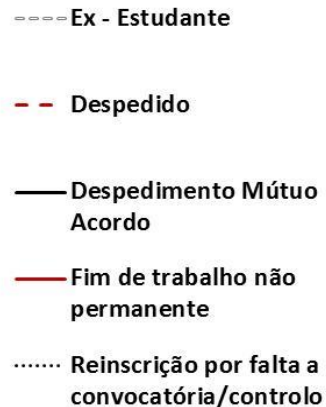 Ex - Estudante
Despedido
Despedimento Mútuo
Acordo
Fim de trabalho não
permanente
Reinscrição por falta a
convocatória/controlo